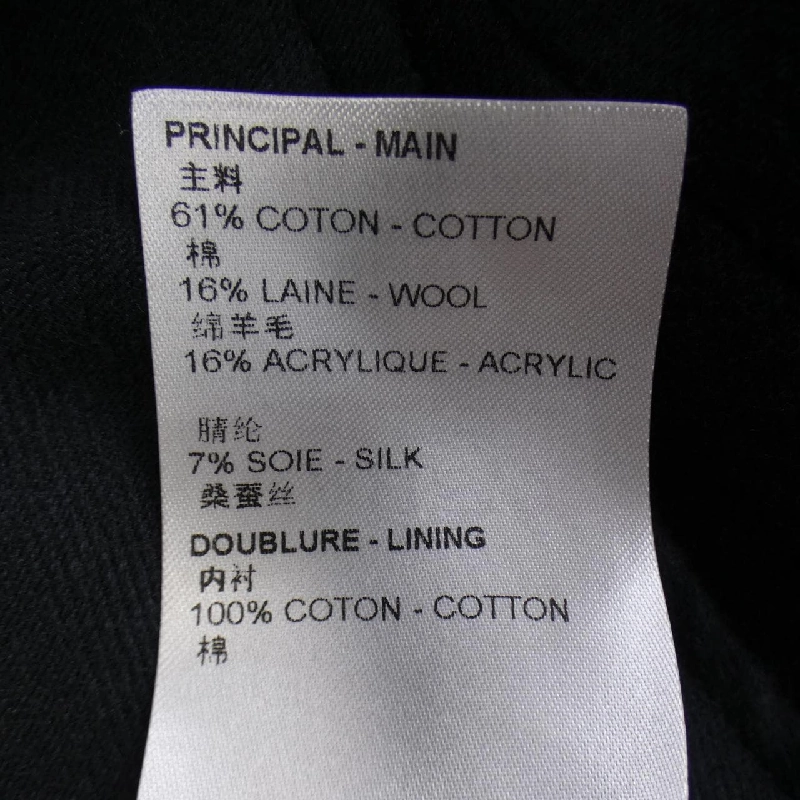 PRINCIPAL - MAIN
主料
61% COTON - COTTON
棉
16% LAINE - WOOL
绵羊毛
16% ACRYLIQUE - ACRYLIC
腈纶
7% SOIE - SILK
桑蚕丝
DOUBLURE - LINING
内衬
100% COTON - COTTON
棉